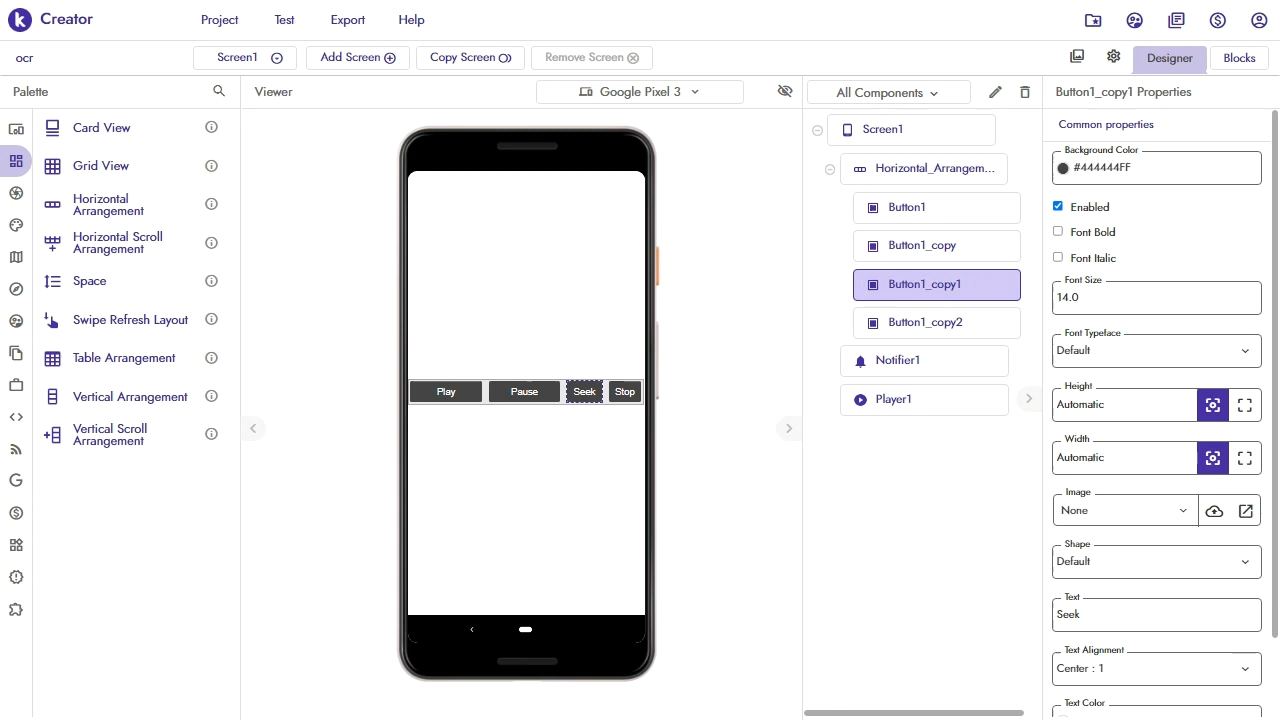 Creator
Project
Test
Export
Help
ocr
Screen1
Add Screen
Copy Screen
Remove Screen
Designer
Blocks
Palette
Viewer
Google Pixel 3
All Components
Button1_copy1 Properties
Card View
Grid View
Horizontal
Arrangement
Horizontal Scroll
Arrangement
Space
Swipe Refresh Layout
Table Arrangement
Vertical Arrangement
Vertical Scroll
Arrangement
Play
Pause
Seek
Stop
Screen1
Horizontal_Arrangem...
Button1
Button1_copy
Button1_copy1
Button1_copy2
Notifier1
Player1
Common properties
Background Color
#444444FF
Enabled
Font Bold
Font Italic
Font Size
14.0
Font Typeface
Default
Height
Automatic
Width
Automatic
Image
None
Shape
Default
Text
Seek
Text Alignment
Center : 1
Text Color